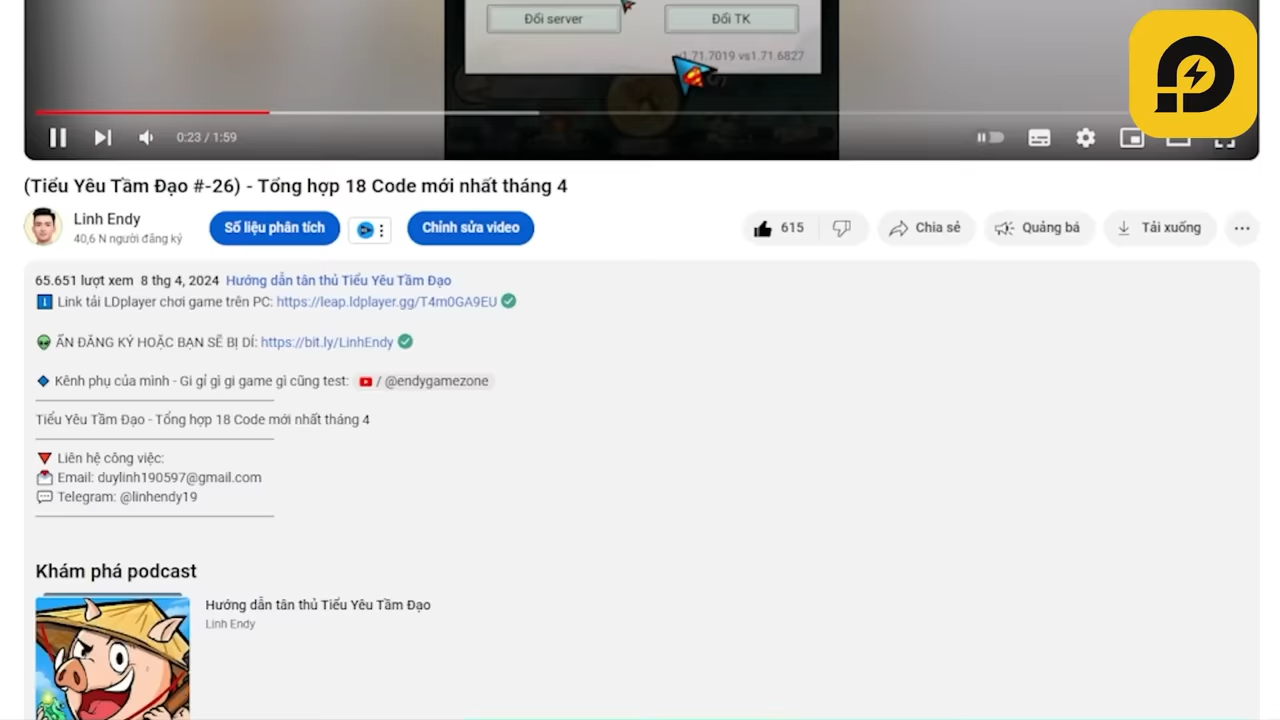 Đổi server
Đổi TK
v1.71.7019 vs1.71.6827
0:23 / 1:59
(Tiểu Yêu Tầm Đạo #-26) - Tổng hợp 18 Code mới nhất tháng 4
Linh Endy
40,6 N người đăng ký
Số liệu phân tích
Chỉnh sửa video
615
Chia sẻ
Quảng bá
Tải xuống
65.651 lượt xem 8 thg 4, 2024 Hướng dẫn tân thủ Tiểu Yêu Tầm Đạo
Link tải LDplayer chơi game trên PC: https://leap.ldplayer.gg/T4m0GA9EU
ẤN ĐĂNG KÝ HOẶC BẠN SẼ BỊ DÍ: https://bit.ly/LinhEndy
Kênh phụ của mình - Gi gỉ gì gi game gì cũng test: / @endygamezone
Tiểu Yêu Tầm Đạo - Tổng hợp 18 Code mới nhất tháng 4
Liên hệ công việc:
Email: duylinh190597@gmail.com
Telegram: @linhendy19
Khám phá podcast
Hướng dẫn tân thủ Tiểu Yêu Tầm Đạo
Linh Endy